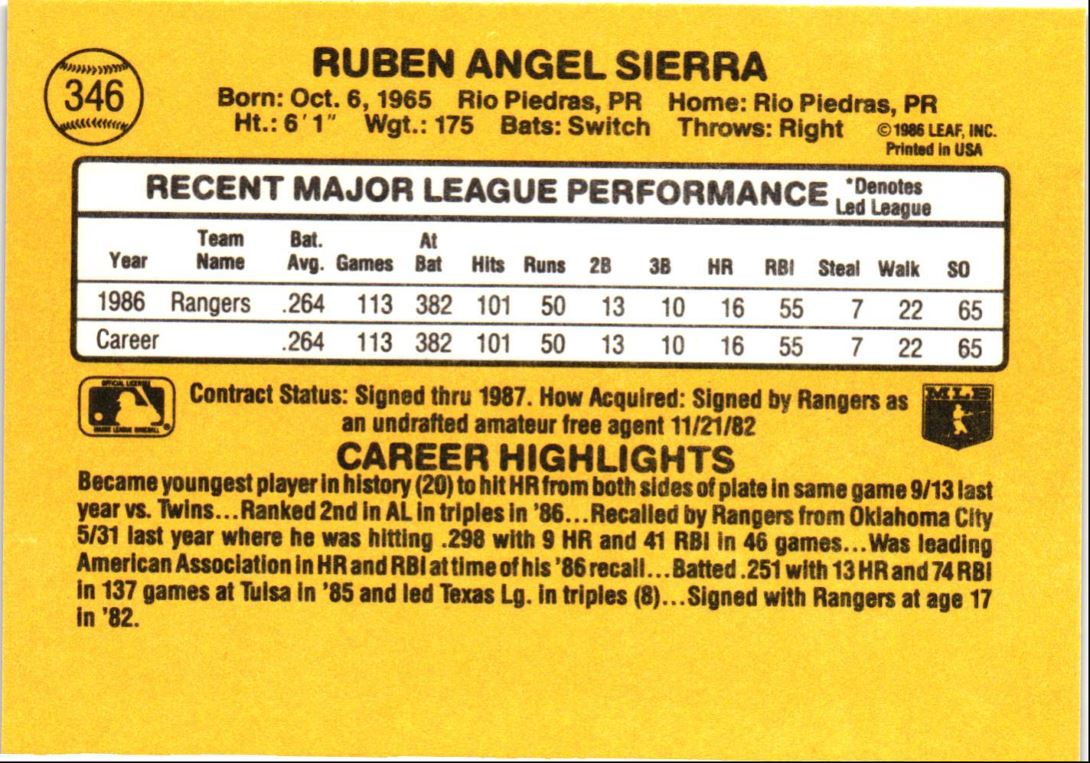 346
RUBEN ANGEL SIERRA
Born: Oct. 6, 1965 Rio Piedras, PR Home: Rio Piedras, PR
Ht.: 6'1" Wgt.: 175 Bats: Switch Throws: Right ©1986 LEAF, INC.
Printed in USA
RECENT MAJOR LEAGUE PERFORMANCE *Denotes
Led League
Team Bat. At
Year Name Avg. Games Bat Hits Runs 2B 3B HR RBI Steal Walk SO
1986 Rangers .264 113 382 101 50 13 10 16 55 7 22 65
Career .264 113 382 101 50 13 10 16 55 7 22 65
OFFICIAL LICENSEE
MAJOR LEAGUE BASEBALL
MLB
Contract Status: Signed thru 1987. How Acquired: Signed by Rangers as
an undrafted amateur free agent 11/21/82
CAREER HIGHLIGHTS
Became youngest player in history (20) to hit HR from both sides of plate in same game 9/13 last
year vs. Twins...Ranked 2nd in AL in triples in '86...Recalled by Rangers from Oklahoma City
5/31 last year where he was hitting .298 with 9 HR and 41 RBI in 46 games...Was leading
American Association in HR and RBI at time of his '86 recall...Batted .251 with 13 HR and 74 RBI
in 137 games at Tulsa in '85 and led Texas Lg. in triples (8)...Signed with Rangers at age 17
in '82.